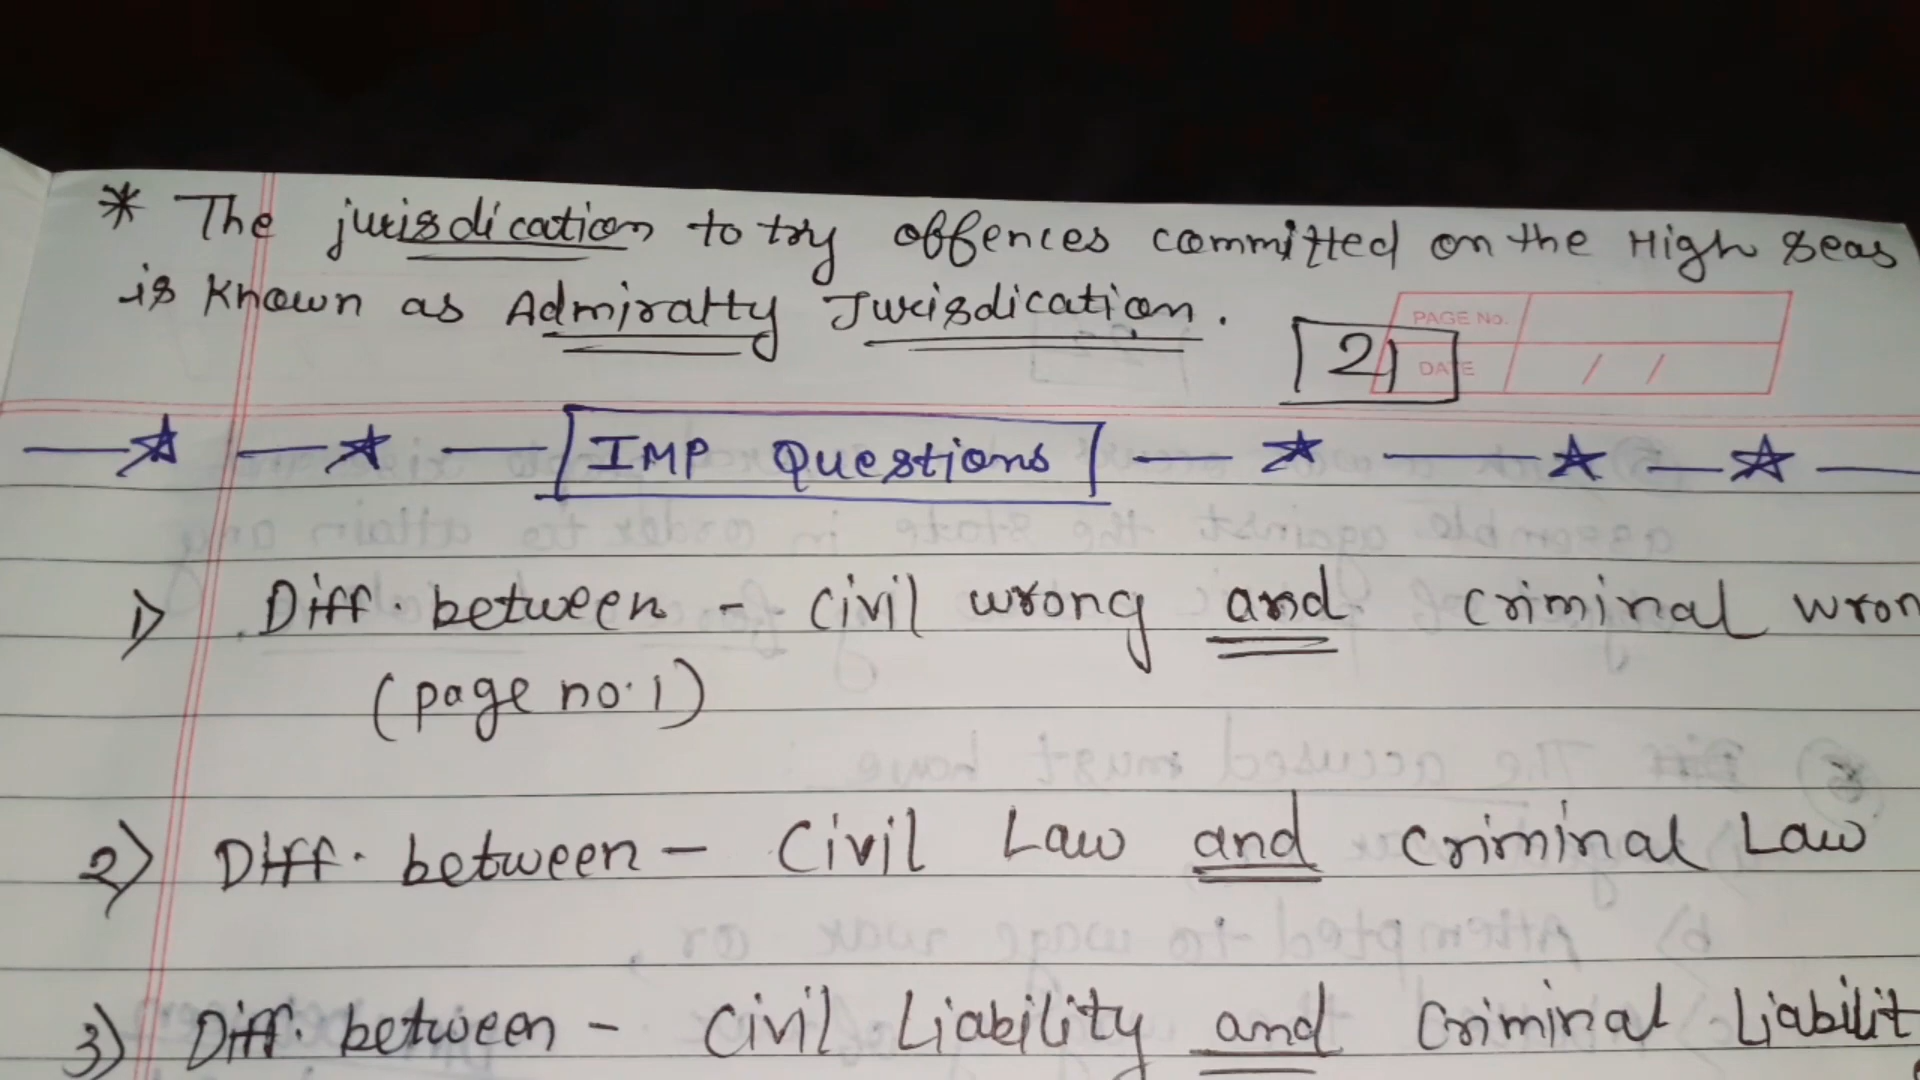 * The jurisdication to try offences committed on the High seas
is known as Admiralty Jurisdication.
PAGE No.
2
DATE / /
IMP Questions
1) Diff. between - Civil wrong and criminal wron
(page no. 1)
2) Diff. between - Civil Law and criminal Law
3) Diff. between - Civil Liability and Criminal Liabilit